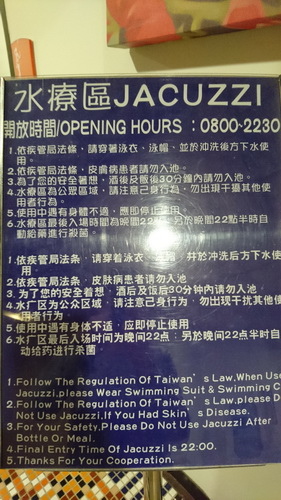 水療區JACUZZI
開放時間/OPENING HOURS：0800~2230
1.依疾管局法條，請穿著泳衣、泳帽，並於沖洗後方下水使
用。
2.依疾管局法條，皮膚病患者請勿入池。
3.為了您的安全著想，酒後及飯後30分鐘內請勿入池。
4.水療區為公眾區域，請注意己身行為，勿出現干擾其他使
用者行為。
5.使用中遇有身體不適，應即停止使用。
6.水療區最後入場時間為晚間22點；另於晚間22點半時自
動給藥進行殺菌。
1.依疾管局法条，请穿著泳衣、泳帽，并於冲洗后方下水使
用。
2.依疾管局法条，皮肤病患者请勿入池
3.为了您的安全着想，酒后及饭后30分钟内请勿入池
4.水疗区为公众区域，请注意己身行为，勿出现干扰其他使
用者行为
5.使用中遇有身体不适，应即停止使用
6.水疗区最后入场时间为晚间22点；另於晚间22点半时自
动给药进行杀菌
1.Follow The Regulation Of Taiwan's Law,When Use
Jacuzzi,please Wear Swimming Suit & Swimming C
2.Follow The Regulation Of Taiwan's Law,please D
Not Use Jacuzzi,If You Had Skin's Disease.
3.For Your Safety,Please Do Not Use Jacuzzi After
Bottle Or Meal.
4.Final Entry Time Of Jacuzzi Is 22:00.
5.Thanks For Your Cooperation.